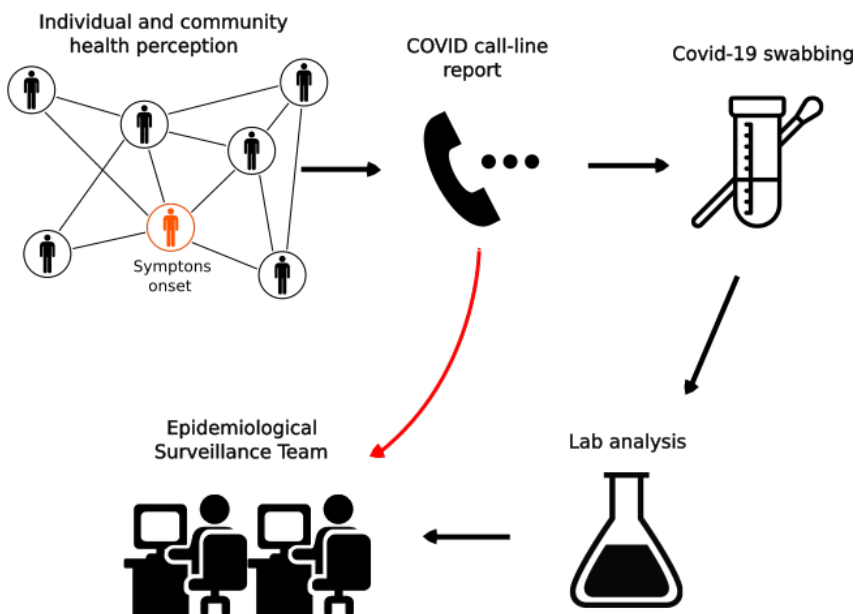 Individual and community
health perception
COVID call-line
report
Covid-19 swabbing
Symptons
onset
Epidemiological
Surveillance Team
Lab analysis